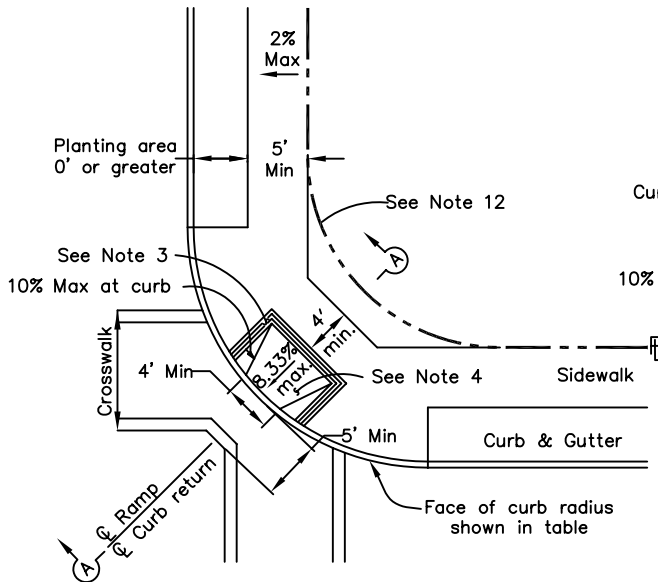 2%
Max
Planting area
0' or greater
5'
Min
See Note 12
Cur
See Note 3
A
10% Max at curb
10%
4'
min.
8.33%
max.
Crosswalk
4' Min
See Note 4
Sidewalk
5' Min
Curb & Gutter
℄ Ramp
℄ Curb return
Face of curb radius
shown in table
A